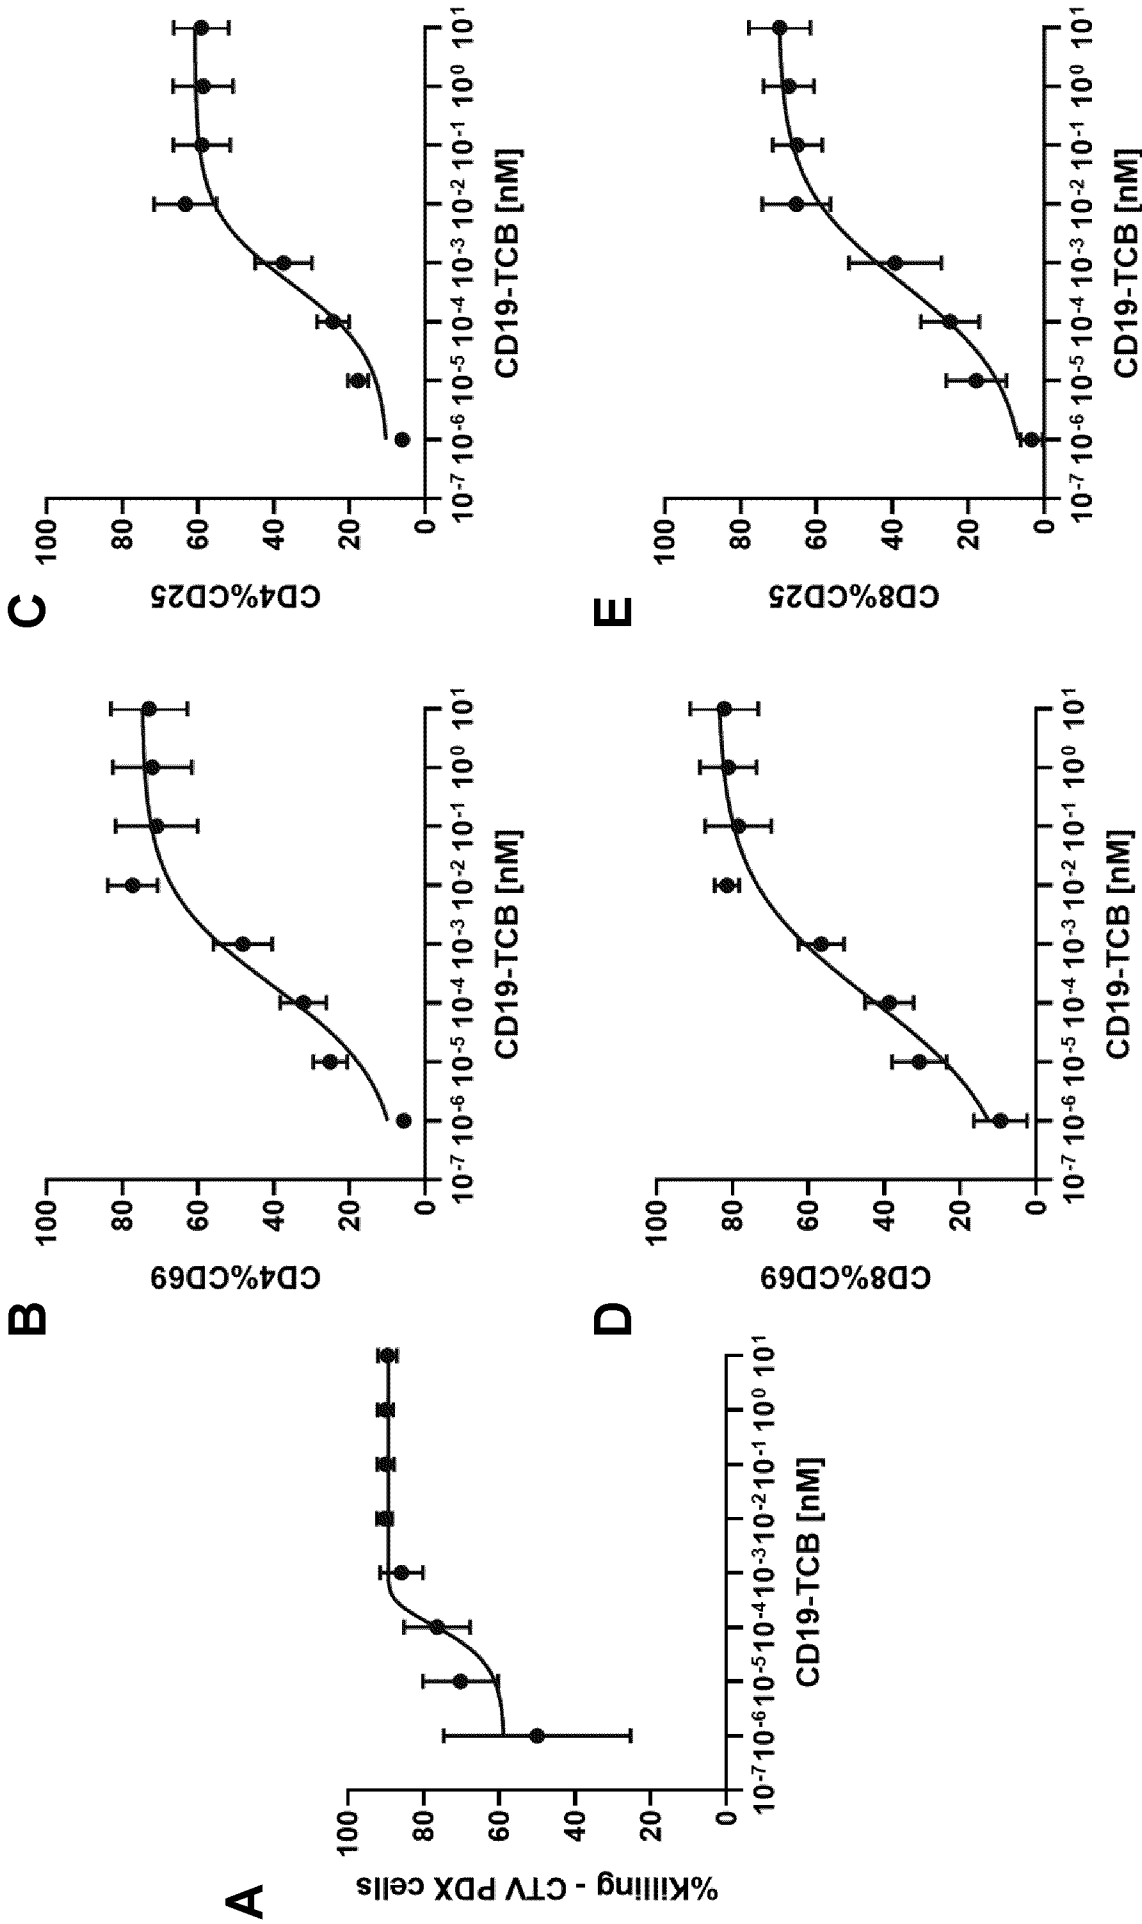 A
%Killing - CTV PDX cells
100
80
60
40
20
0
10⁻⁷ 10⁻⁶ 10⁻⁵ 10⁻⁴ 10⁻³ 10⁻² 10⁻¹ 10⁰ 10¹
CD19-TCB [nM]
B
CD4%CD69
100
80
60
40
20
0
10⁻⁷ 10⁻⁶ 10⁻⁵ 10⁻⁴ 10⁻³ 10⁻² 10⁻¹ 10⁰ 10¹
CD19-TCB [nM]
C
CD4%CD25
100
80
60
40
20
0
10⁻⁷ 10⁻⁶ 10⁻⁵ 10⁻⁴ 10⁻³ 10⁻² 10⁻¹ 10⁰ 10¹
CD19-TCB [nM]
D
CD8%CD69
100
80
60
40
20
0
10⁻⁷ 10⁻⁶ 10⁻⁵ 10⁻⁴ 10⁻³ 10⁻² 10⁻¹ 10⁰ 10¹
CD19-TCB [nM]
E
CD8%CD25
100
80
60
40
20
0
10⁻⁷ 10⁻⁶ 10⁻⁵ 10⁻⁴ 10⁻³ 10⁻² 10⁻¹ 10⁰ 10¹
CD19-TCB [nM]